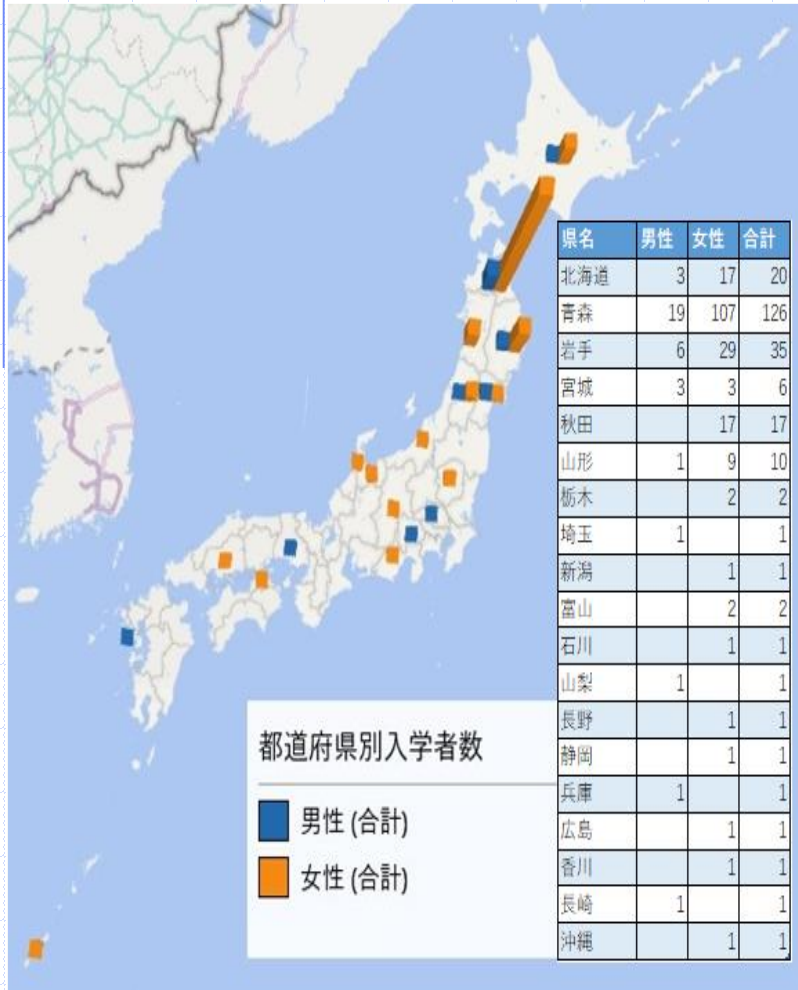 県名 男性 女性 合計
北海道 3 17 20
青森 19 107 126
岩手 6 29 35
宮城 3 3 6
秋田 17 17
山形 1 9 10
栃木 2 2
埼玉 1 1
新潟 1 1
富山 2 2
石川 1 1
山梨 1 1
長野 1 1
静岡 1 1
兵庫 1 1
広島 1 1
香川 1 1
長崎 1 1
沖縄 1 1
都道府県別入学者数
男性 (合計)
女性 (合計)